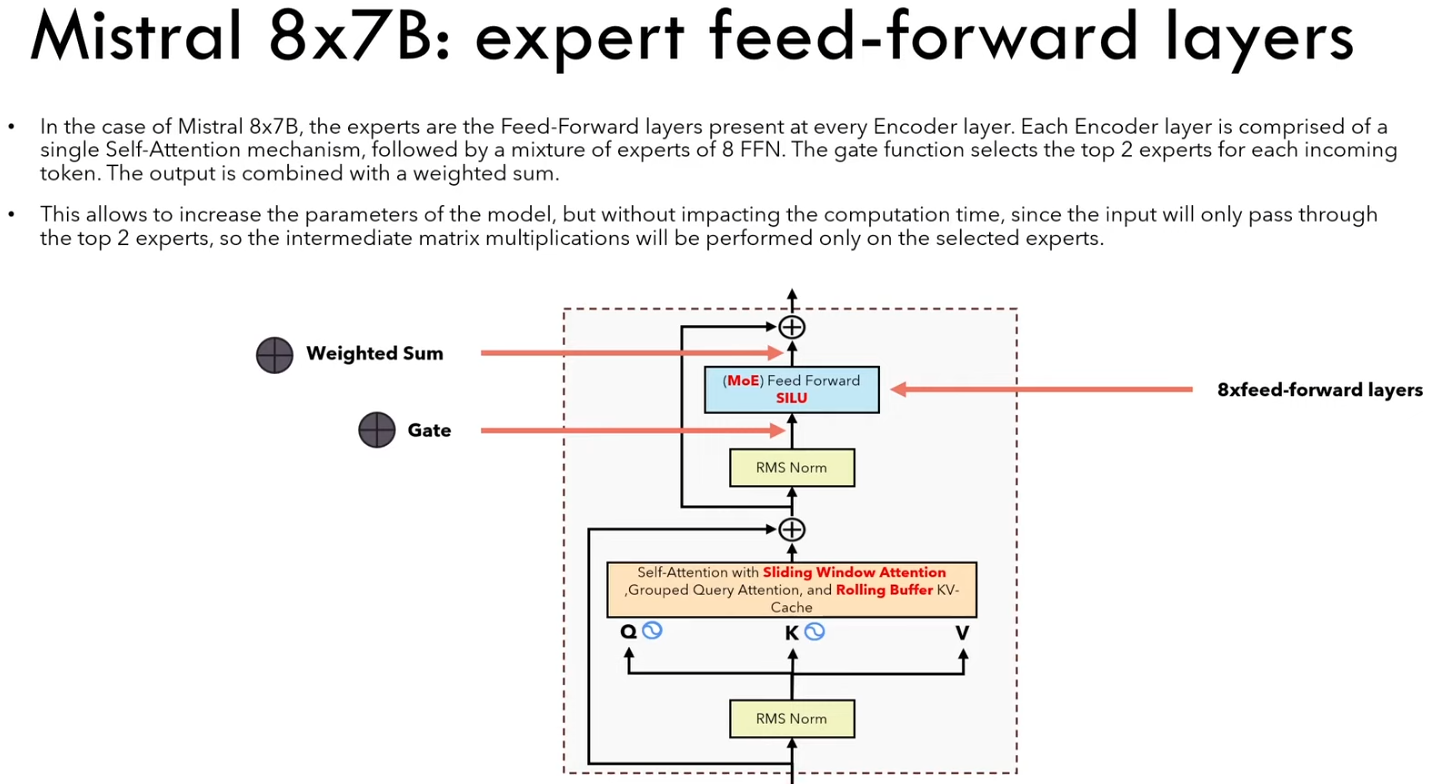 Mistral 8x7B: expert feed-forward layers
• In the case of Mistral 8x7B, the experts are the Feed-Forward layers present at every Encoder layer. Each Encoder layer is comprised of a
single Self-Attention mechanism, followed by a mixture of experts of 8 FFN. The gate function selects the top 2 experts for each incoming
token. The output is combined with a weighted sum.
• This allows to increase the parameters of the model, but without impacting the computation time, since the input will only pass through
the top 2 experts, so the intermediate matrix multiplications will be performed only on the selected experts.
Weighted Sum
(MoE) Feed Forward
SILU
8xfeed-forward layers
Gate
RMS Norm
Self-Attention with Sliding Window Attention
,Grouped Query Attention, and Rolling Buffer KV-
Cache
Q K V
RMS Norm